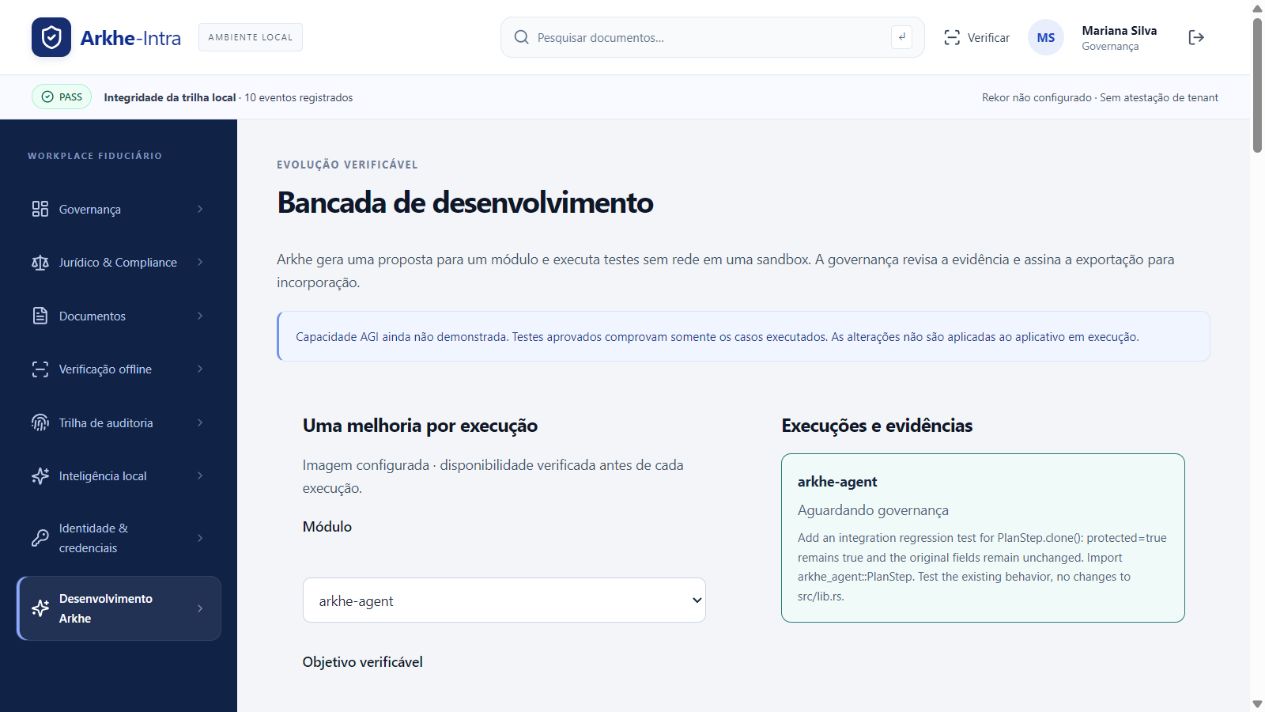 Arkhe-Intra
AMBIENTE LOCAL
Pesquisar documentos...
Verificar
MS
Mariana Silva
Governança
PASS
Integridade da trilha local · 10 eventos registrados
Rekor não configurado · Sem atestação de tenant
WORKPLACE FIDUCIÁRIO
Governança
Jurídico & Compliance
Documentos
Verificação offline
Trilha de auditoria
Inteligência local
Identidade &
credenciais
Desenvolvimento
Arkhe
EVOLUÇÃO VERIFICÁVEL
Bancada de desenvolvimento
Arkhe gera uma proposta para um módulo e executa testes sem rede em uma sandbox. A governança revisa a evidência e assina a exportação para
incorporação.
Capacidade AGI ainda não demonstrada. Testes aprovados comprovam somente os casos executados. As alterações não são aplicadas ao aplicativo em execução.
Uma melhoria por execução
Imagem configurada · disponibilidade verificada antes de cada
execução.
Módulo
arkhe-agent
Objetivo verificável
Execuções e evidências
arkhe-agent
Aguardando governança
Add an integration regression test for PlanStep.clone(): protected=true
remains true and the original fields remain unchanged. Import
arkhe_agent::PlanStep. Test the existing behavior, no changes to
src/lib.rs.